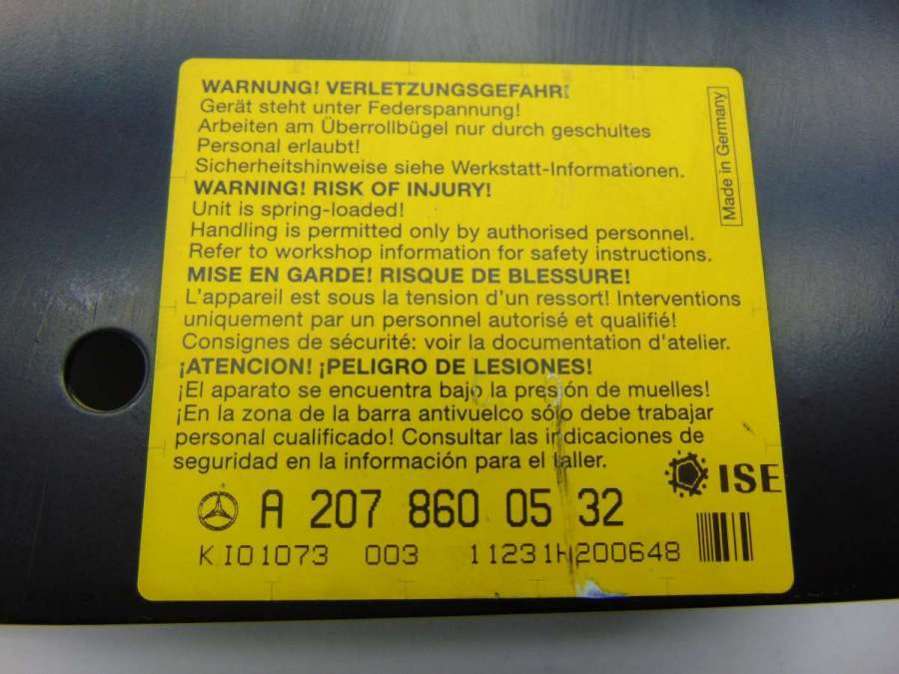 WARNUNG! VERLETZUNGSGEFAHR!
Gerät steht unter Federspannung!
Arbeiten am Überrollbügel nur durch geschultes
Personal erlaubt!
Sicherheitshinweise siehe Werkstatt-Informationen.
WARNING! RISK OF INJURY!
Unit is spring-loaded!
Handling is permitted only by authorised personnel.
Refer to workshop information for safety instructions.
MISE EN GARDE! RISQUE DE BLESSURE!
L'appareil est sous la tension d'un ressort! Interventions
uniquement par un personnel autorisé et qualifié!
Consignes de sécurité: voir la documentation d'atelier.
¡ATENCION! ¡PELIGRO DE LESIONES!
¡El aparato se encuentra bajo la presión de muelles!
¡En la zona de la barra antivuelco sólo debe trabajar
personal cualificado! Consultar las indicaciones de
seguridad en la información para el taller.
Made in Germany
ISE
A 207 860 05 32
KI01073 003 11231H200648